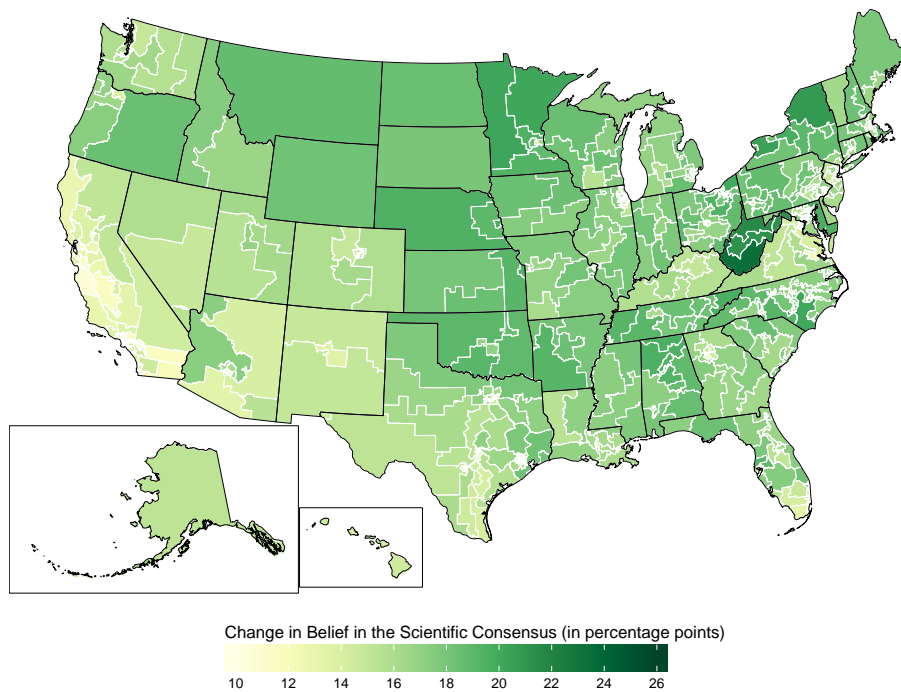 Change in Belief in the Scientific Consensus (in percentage points)
10 12 14 16 18 20 22 24 26